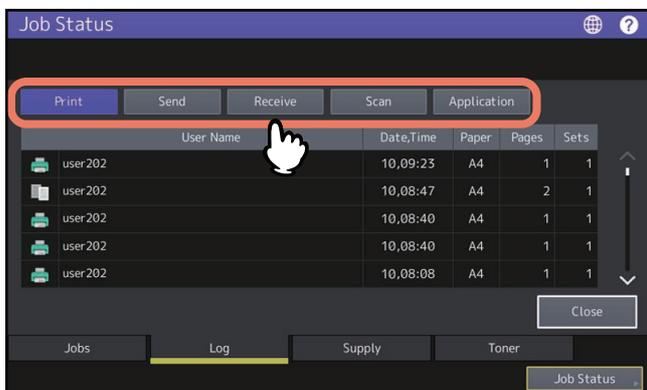 Job Status ?
Print Send Receive Scan Application
User Name Date,Time Paper Pages Sets
user202 10,09:23 A4 1 1
user202 10,08:47 A4 2 1
user202 10,08:40 A4 1 1
user202 10,08:40 A4 1 1
user202 10,08:08 A4 1 1
Close
Jobs Log Supply Toner
Job Status